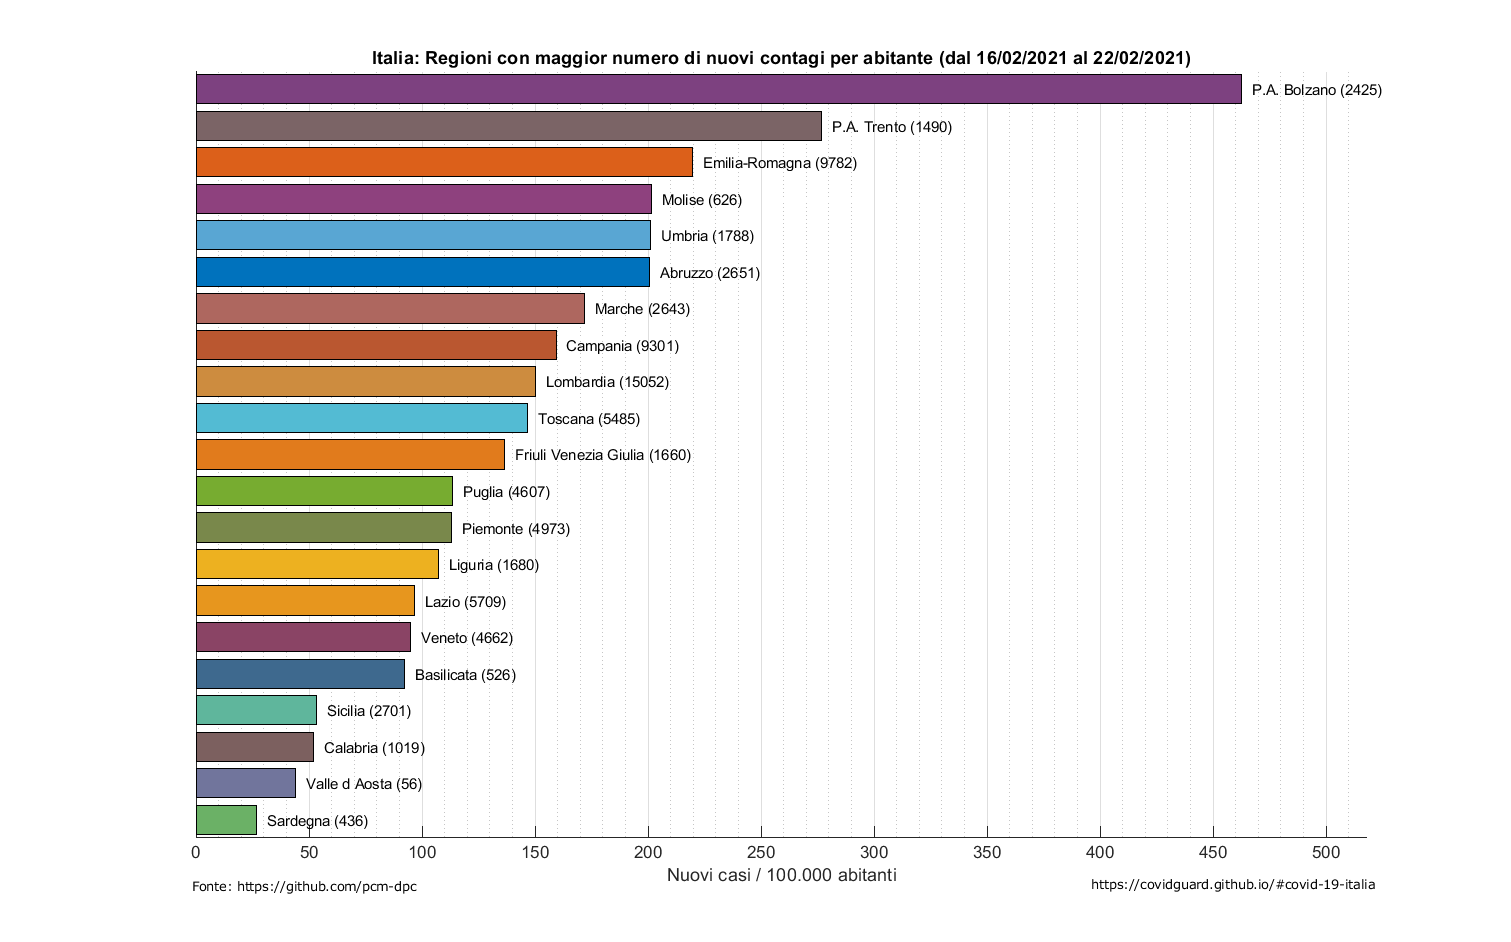 Italia: Regioni con maggior numero di nuovi contagi per abitante (dal 16/02/2021 al 22/02/2021)
P.A. Bolzano (2425)
P.A. Trento (1490)
Emilia-Romagna (9782)
Molise (626)
Umbria (1788)
Abruzzo (2651)
Marche (2643)
Campania (9301)
Lombardia (15052)
Toscana (5485)
Friuli Venezia Giulia (1660)
Puglia (4607)
Piemonte (4973)
Liguria (1680)
Lazio (5709)
Veneto (4662)
Basilicata (526)
Sicilia (2701)
Calabria (1019)
Valle d Aosta (56)
Sardegna (436)
0 50 100 150 200 250 300 350 400 450 500
Nuovi casi / 100.000 abitanti
Fonte: https://github.com/pcm-dpc
https://covidguard.github.io/#covid-19-italia